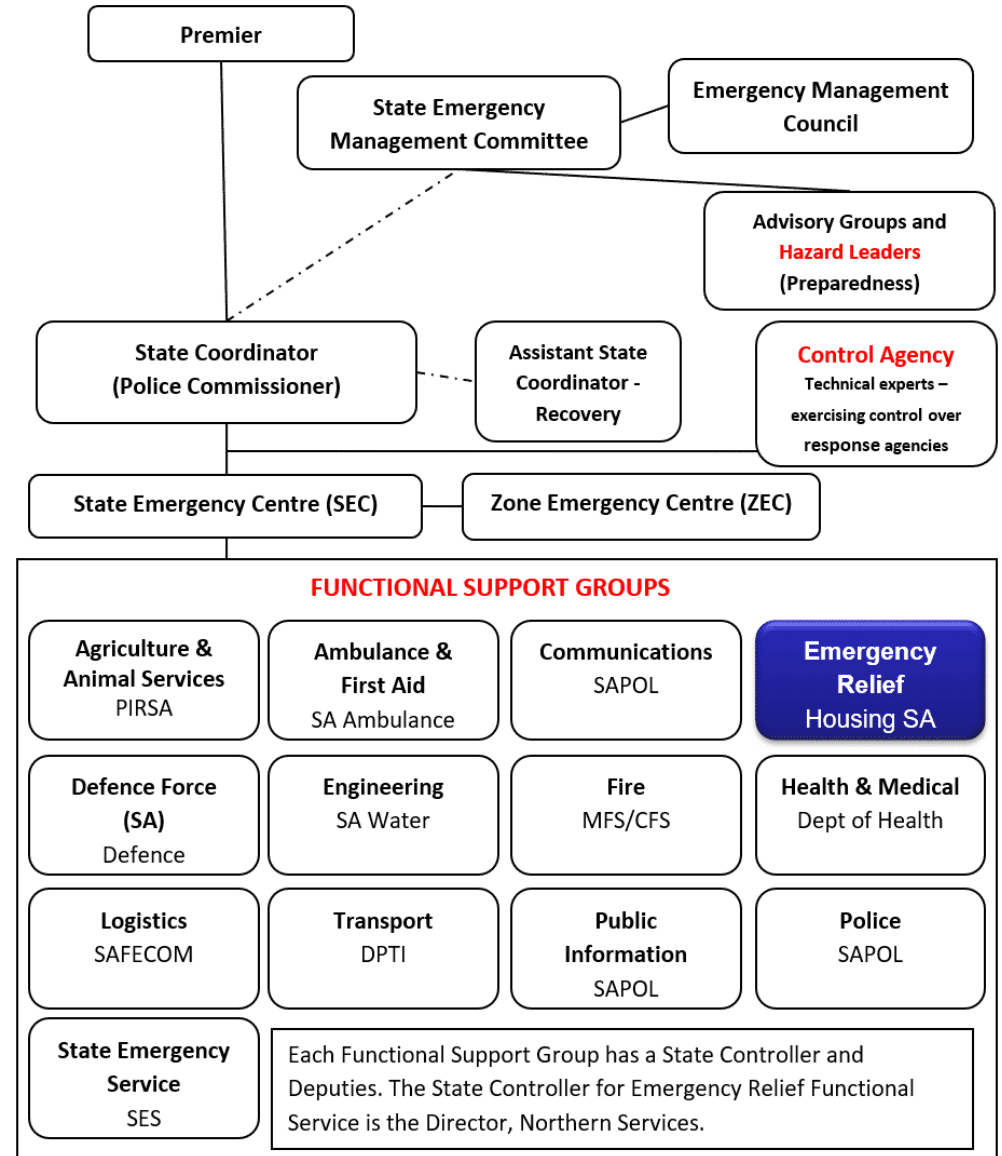 Premier
State Emergency
Management Committee
Emergency Management
Council
Advisory Groups and
Hazard Leaders
(Preparedness)
State Coordinator
(Police Commissioner)
Assistant State
Coordinator -
Recovery
Control Agency
Technical experts –
exercising control over
response agencies
State Emergency Centre (SEC)
Zone Emergency Centre (ZEC)
FUNCTIONAL SUPPORT GROUPS
Agriculture &
Animal Services
PIRSA
Ambulance &
First Aid
SA Ambulance
Communications
SAPOL
Emergency
Relief
Housing SA
Defence Force
(SA)
Defence
Engineering
SA Water
Fire
MFS/CFS
Health & Medical
Dept of Health
Logistics
SAFECOM
Transport
DPTI
Public
Information
SAPOL
Police
SAPOL
State Emergency
Service
SES
Each Functional Support Group has a State Controller and
Deputies. The State Controller for Emergency Relief Functional
Service is the Director, Northern Services.